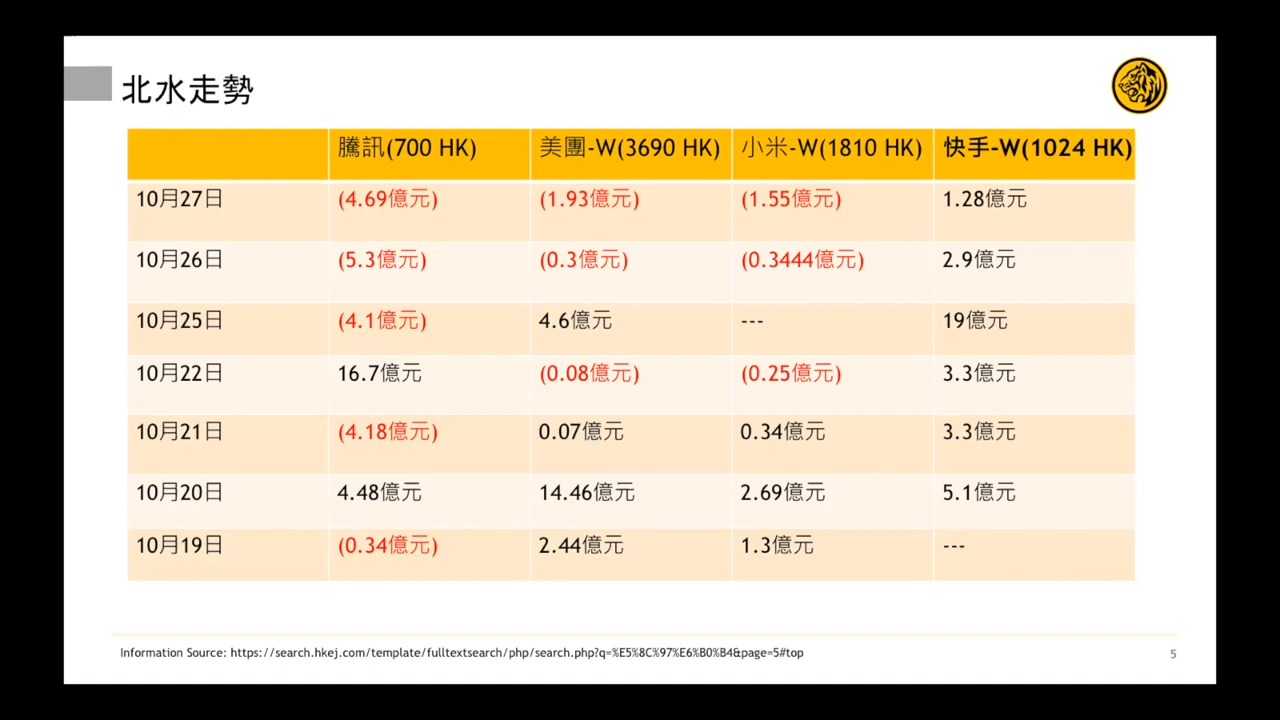 北水走勢
騰訊(700 HK) 美團-W(3690 HK) 小米-W(1810 HK) 快手-W(1024 HK)
10月27日 (4.69億元) (1.93億元) (1.55億元) 1.28億元
10月26日 (5.3億元) (0.3億元) (0.3444億元) 2.9億元
10月25日 (4.1億元) 4.6億元 --- 19億元
10月22日 16.7億元 (0.08億元) (0.25億元) 3.3億元
10月21日 (4.18億元) 0.07億元 0.34億元 3.3億元
10月20日 4.48億元 14.46億元 2.69億元 5.1億元
10月19日 (0.34億元) 2.44億元 1.3億元 ---
Information Source: https://search.hkej.com/template/fulltextsearch/php/search.php?q=%E5%8C%97%E6%B0%B4&page=5#top
5